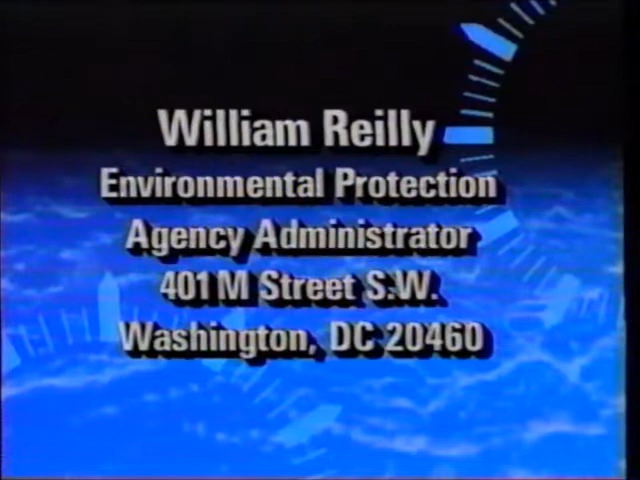 William Reilly
Environmental Protection
Agency Administrator
401 M Street S.W.
Washington, DC 20460